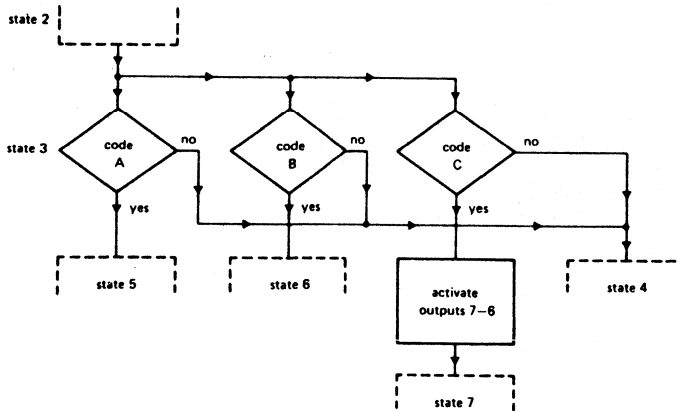 state 2
state 3
code
A
no
yes
code
B
no
yes
code
C
no
yes
state 5
state 6
activate
outputs 7–6
state 4
state 7